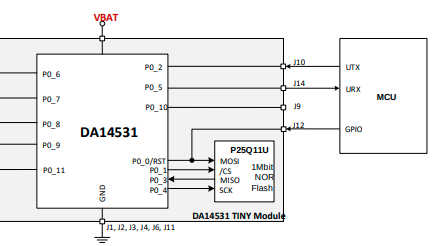 VBAT
P0_6
P0_7
P0_8
P0_9
P0_11
DA14531
GND
P0_2
P0_5
P0_10
P0_0/RST
P0_1
P0_3
P0_4
J10
J14
J9
J12
UTX
URX
GPIO
MCU
P25Q11U
MOSI
/CS
MISO
SCK
1Mbit
NOR
Flash
DA14531 TINY Module
J1, J2, J3, J4, J6, J11